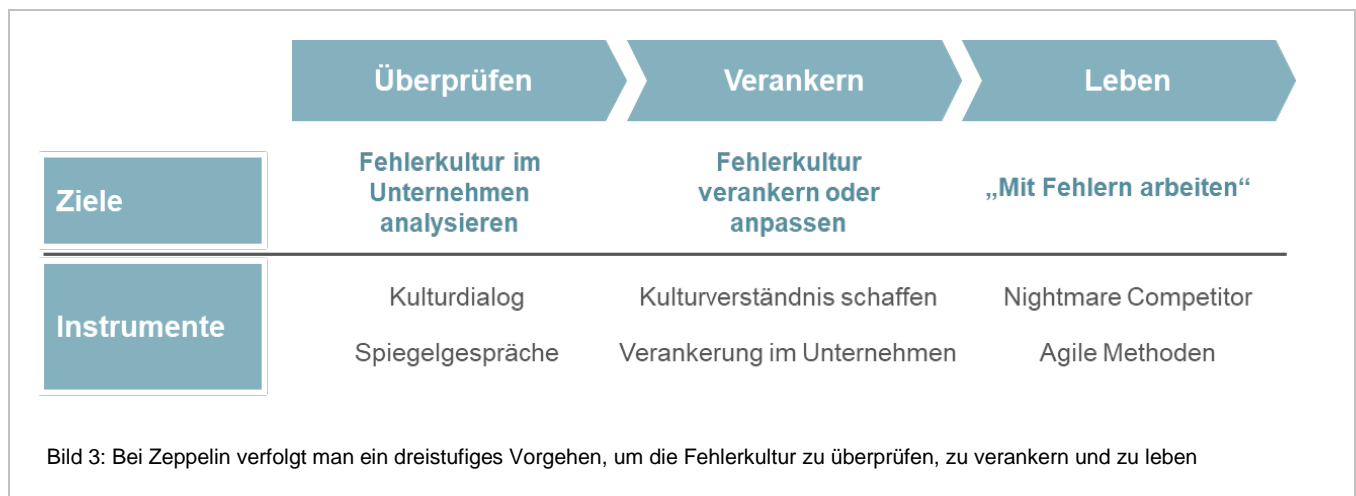 Überprüfen
Verankern
Leben
Ziele
Fehlerkultur im
Unternehmen
analysieren
Fehlerkultur
verankern oder
anpassen
„Mit Fehlern arbeiten“
Instrumente
Kulturdialog
Kulturverständnis schaffen
Nightmare Competitor
Spiegelgespräche
Verankerung im Unternehmen
Agile Methoden
Bild 3: Bei Zeppelin verfolgt man ein dreistufiges Vorgehen, um die Fehlerkultur zu überprüfen, zu verankern und zu leben